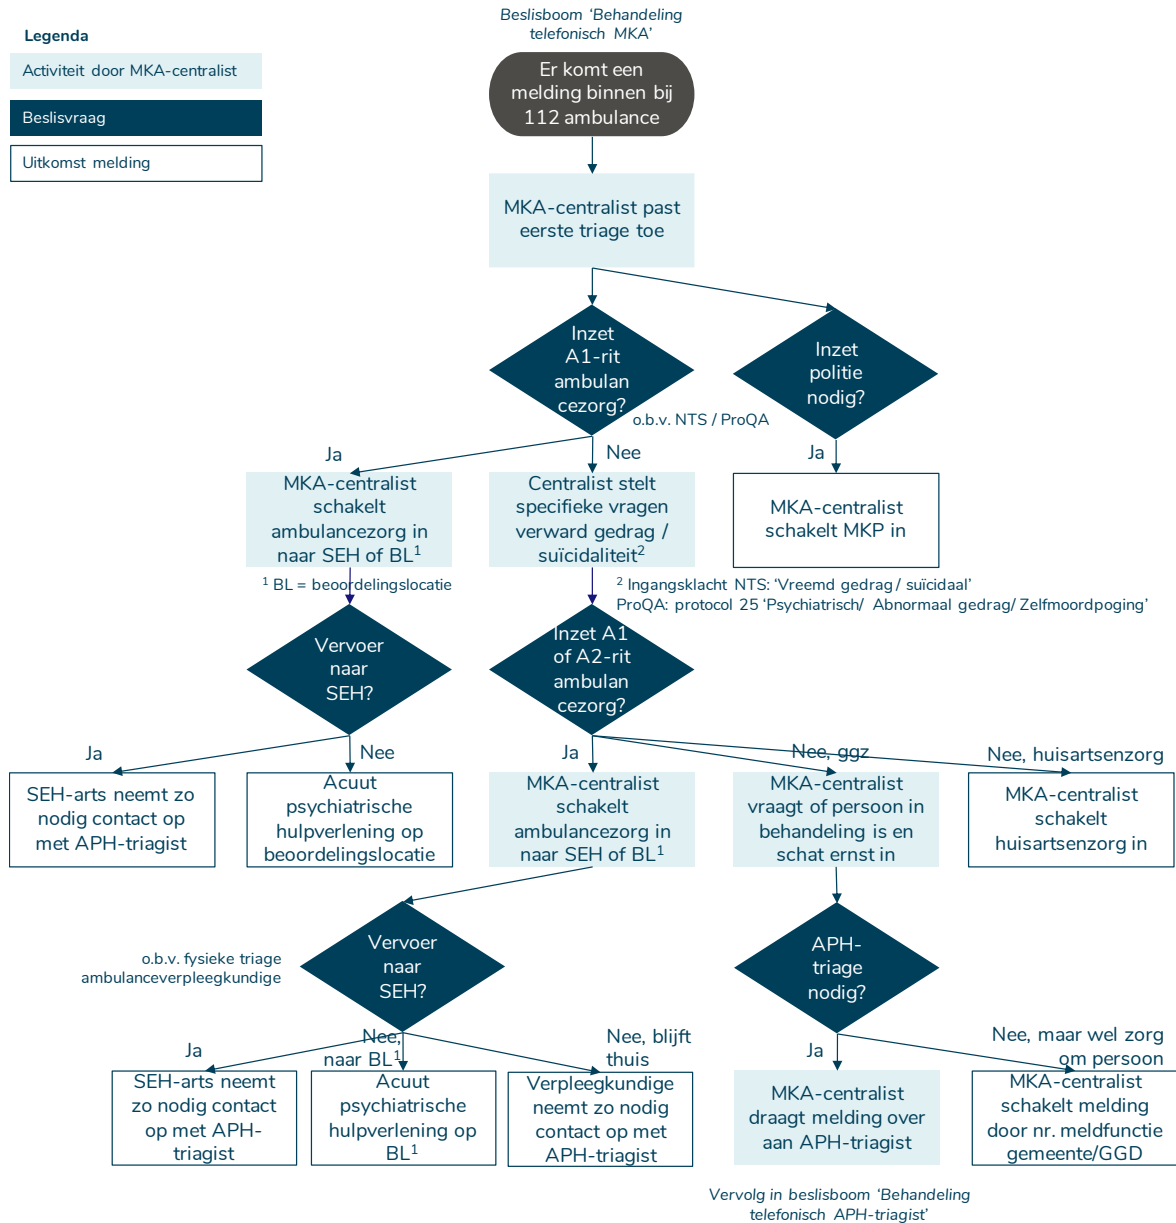 Beslisboom ‘Behandeling
telefonisch MKA’
Legenda
Activiteit door MKA-centralist
Beslisvraag
Uitkomst melding
Er komt een
melding binnen bij
112 ambulance
MKA-centralist past
eerste triage toe
Inzet
A1-rit
ambulan
cezorg?
Inzet
politie
nodig?
o.b.v. NTS / ProQA
Ja
Nee
Ja
MKA-centralist
schakelt
ambulancezorg in
naar SEH of BL¹
Centralist stelt
specifieke vragen
verward gedrag /
suïcidaliteit²
MKA-centralist
schakelt MKP in
¹ BL = beoordelingslocatie
² Ingangsklacht NTS: ‘Vreemd gedrag / suïcidaal’
ProQA: protocol 25 ‘Psychiatrisch/ Abnormaal gedrag/ Zelfmoordpoging’
Vervoer
naar
SEH?
Inzet A1
of A2-rit
ambulan
cezorg?
Ja
Nee
Ja
Nee, ggz
Nee, huisartsenzorg
SEH-arts neemt zo
nodig contact op
met APH-triagist
Acuut
psychiatrische
hulpverlening op
beoordelingslocatie
MKA-centralist
schakelt
ambulancezorg in
naar SEH of BL¹
MKA-centralist
vraagt of persoon in
behandeling is en
schat ernst in
MKA-centralist
schakelt
huisartsenzorg in
o.b.v. fysieke triage
ambulanceverpleegkundige
Vervoer
naar
SEH?
APH-
triage
nodig?
Ja
Nee,
naar BL¹
Nee, blijft
thuis
Ja
Nee, maar wel zorg
om persoon
SEH-arts neemt
zo nodig contact
op met APH-
triagist
Acuut
psychiatrische
hulpverlening op
BL¹
Verpleegkundige
neemt zo nodig
contact op met
APH-triagist
MKA-centralist
draagt melding over
aan APH-triagist
MKA-centralist
schakelt melding
door nr. meldfunctie
gemeente/GGD
Vervolg in beslisboom ‘Behandeling
telefonisch APH-triagist’